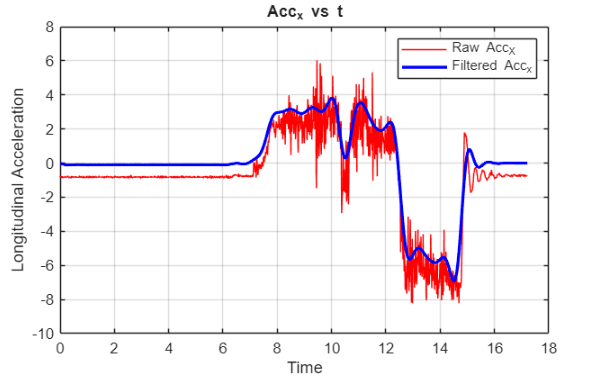 Acc_x vs t
8
6
4
2
0
-2
-4
-6
-8
-10
Longitudinal Acceleration
Raw Acc_X
Filtered Acc_x
0 2 4 6 8 10 12 14 16 18
Time